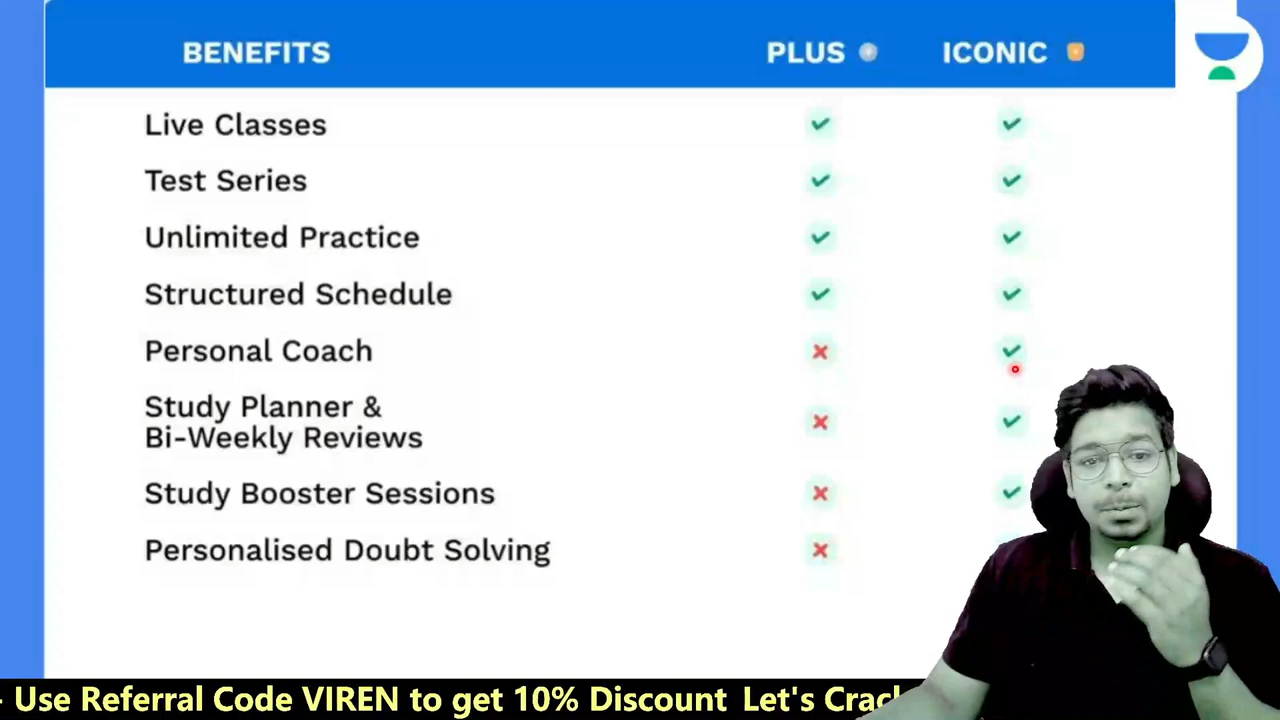 BENEFITS PLUS ICONIC
Live Classes
Test Series
Unlimited Practice
Structured Schedule
Personal Coach
Study Planner &
Bi-Weekly Reviews
Study Booster Sessions
Personalised Doubt Solving
Use Referral Code VIREN to get 10% Discount Let's